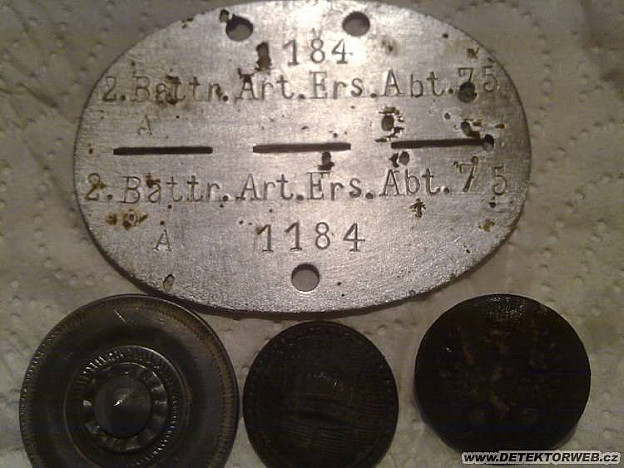 1184
2. Battr. Art. Ers. Abt. 75
A
2. Battr. Art. Ers. Abt. 75
A 1184
www.DETEKTORWEB.cz